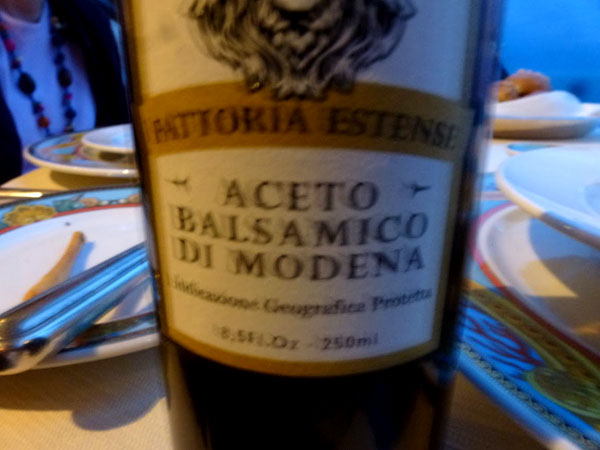 FATTORIA ESTENSE
ACETO
BALSAMICO
DI MODENA
Indicazione Geografica Protetta
8.5Fl.Oz - 250ml